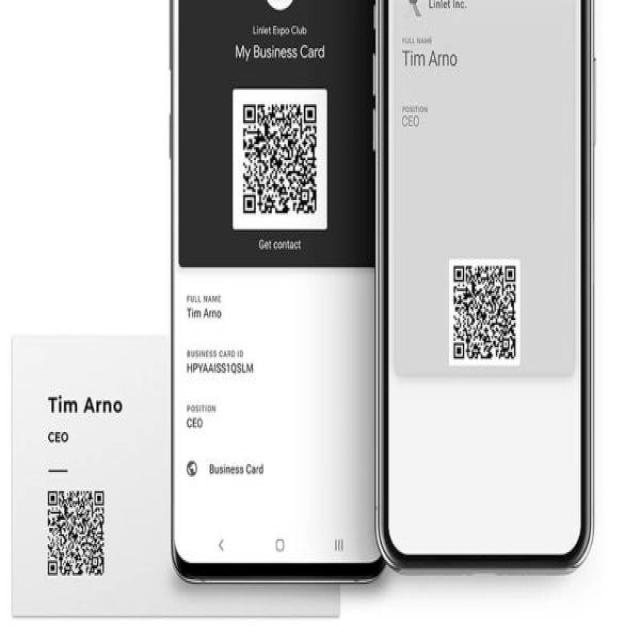 Linlet Expo Club
My Business Card
Get contact
FULL NAME
Tim Arno
BUSINESS CARD ID
HPYAAISS1QSLM
POSITION
CEO
Business Card
Linlet Inc.
FULL NAME
Tim Arno
POSITION
CEO
Tim Arno
CEO